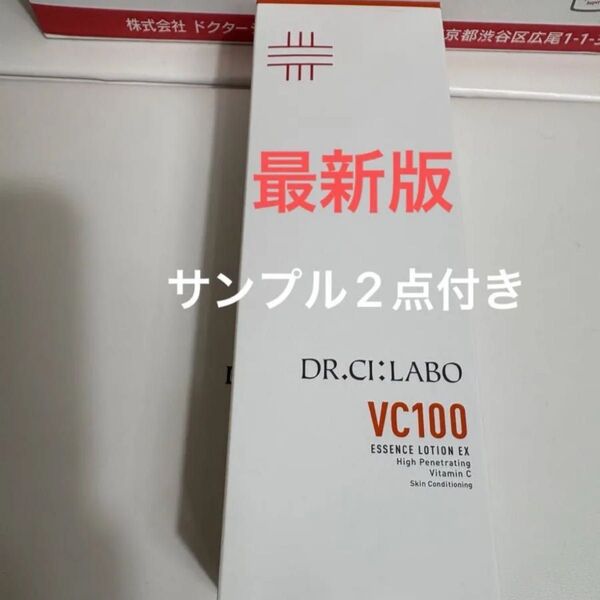 株式会社 ドクター
京都渋谷区広尾1-1-3
最新版
サンプル2点付き
DR.CI:LABO
VC100
ESSENCE LOTION EX
High Penetrating
Vitamin C
Skin Conditioning